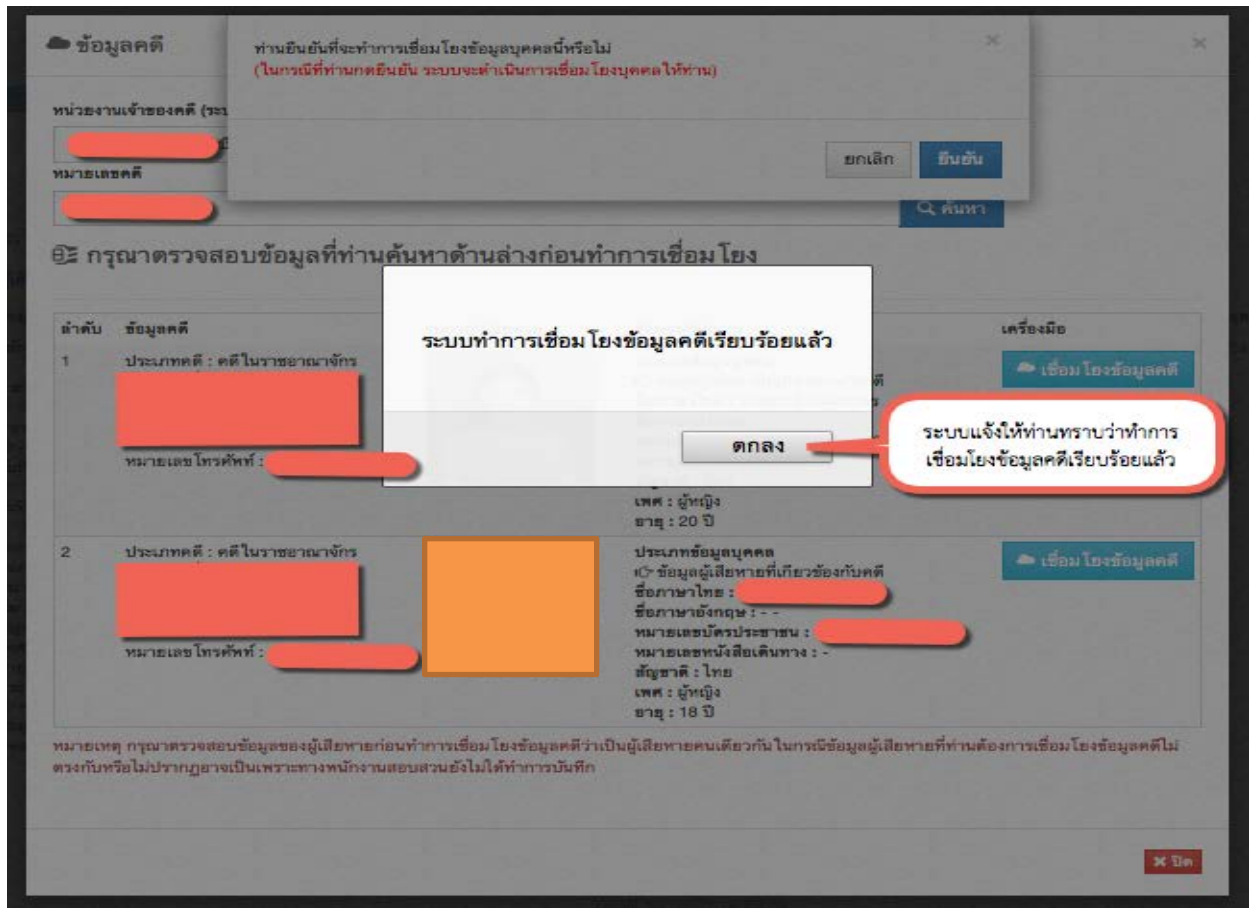 ข้อมูลคดี
ท่านยืนยันที่จะทำการเชื่อมโยงข้อมูลบุคคลนี้หรือไม่
(ในกรณีที่ท่านกดยืนยัน ระบบจะดำเนินการเชื่อมโยงบุคคลให้ท่าน)
หน่วยงานเจ้าของคดี
ยกเลิก ยืนยัน
หมายเลขคดี
ค้นหา
กรุณาตรวจสอบข้อมูลที่ท่านค้นหาด้านล่างก่อนทำการเชื่อมโยง
ลำดับ ข้อมูลคดี เครื่องมือ
ระบบทำการเชื่อมโยงข้อมูลคดีเรียบร้อยแล้ว
1 ประเภทคดี : คดีในราชอาณาจักร เชื่อมโยงข้อมูลคดี
ตกลง
ระบบแจ้งให้ท่านทราบว่าทำการ
เชื่อมโยงข้อมูลคดีเรียบร้อยแล้ว
หมายเลขโทรศัพท์ :
เพศ : ผู้หญิง
อายุ : 20 ปี
2 ประเภทคดี : คดีในราชอาณาจักร ประเภทข้อมูลบุคคล เชื่อมโยงข้อมูลคดี
ข้อมูลผู้เสียหายที่เกี่ยวข้องกับคดี
ชื่อภาษาไทย :
ชื่อภาษาอังกฤษ : - -
หมายเลขบัตรประชาชน :
หมายเลขโทรศัพท์ : หมายเลขหนังสือเดินทาง : -
สัญชาติ : ไทย
เพศ : ผู้หญิง
อายุ : 18 ปี
หมายเหตุ กรุณาตรวจสอบข้อมูลของผู้เสียหายก่อนทำการเชื่อมโยงข้อมูลคดีว่าเป็นผู้เสียหายคนเดียวกัน ในกรณีข้อมูลผู้เสียหายที่ท่านต้องการเชื่อมโยงข้อมูลคดีไม่
ตรงกับหรือไม่ปรากฏอาจเป็นเพราะทางพนักงานสอบสวนยังไม่ได้ทำการบันทึก
ปิด